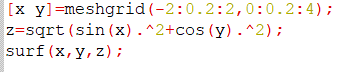 [x y]=meshgrid(-2:0.2:2,0:0.2:4);
z=sqrt(sin(x).^2+cos(y).^2);
surf(x,y,z);